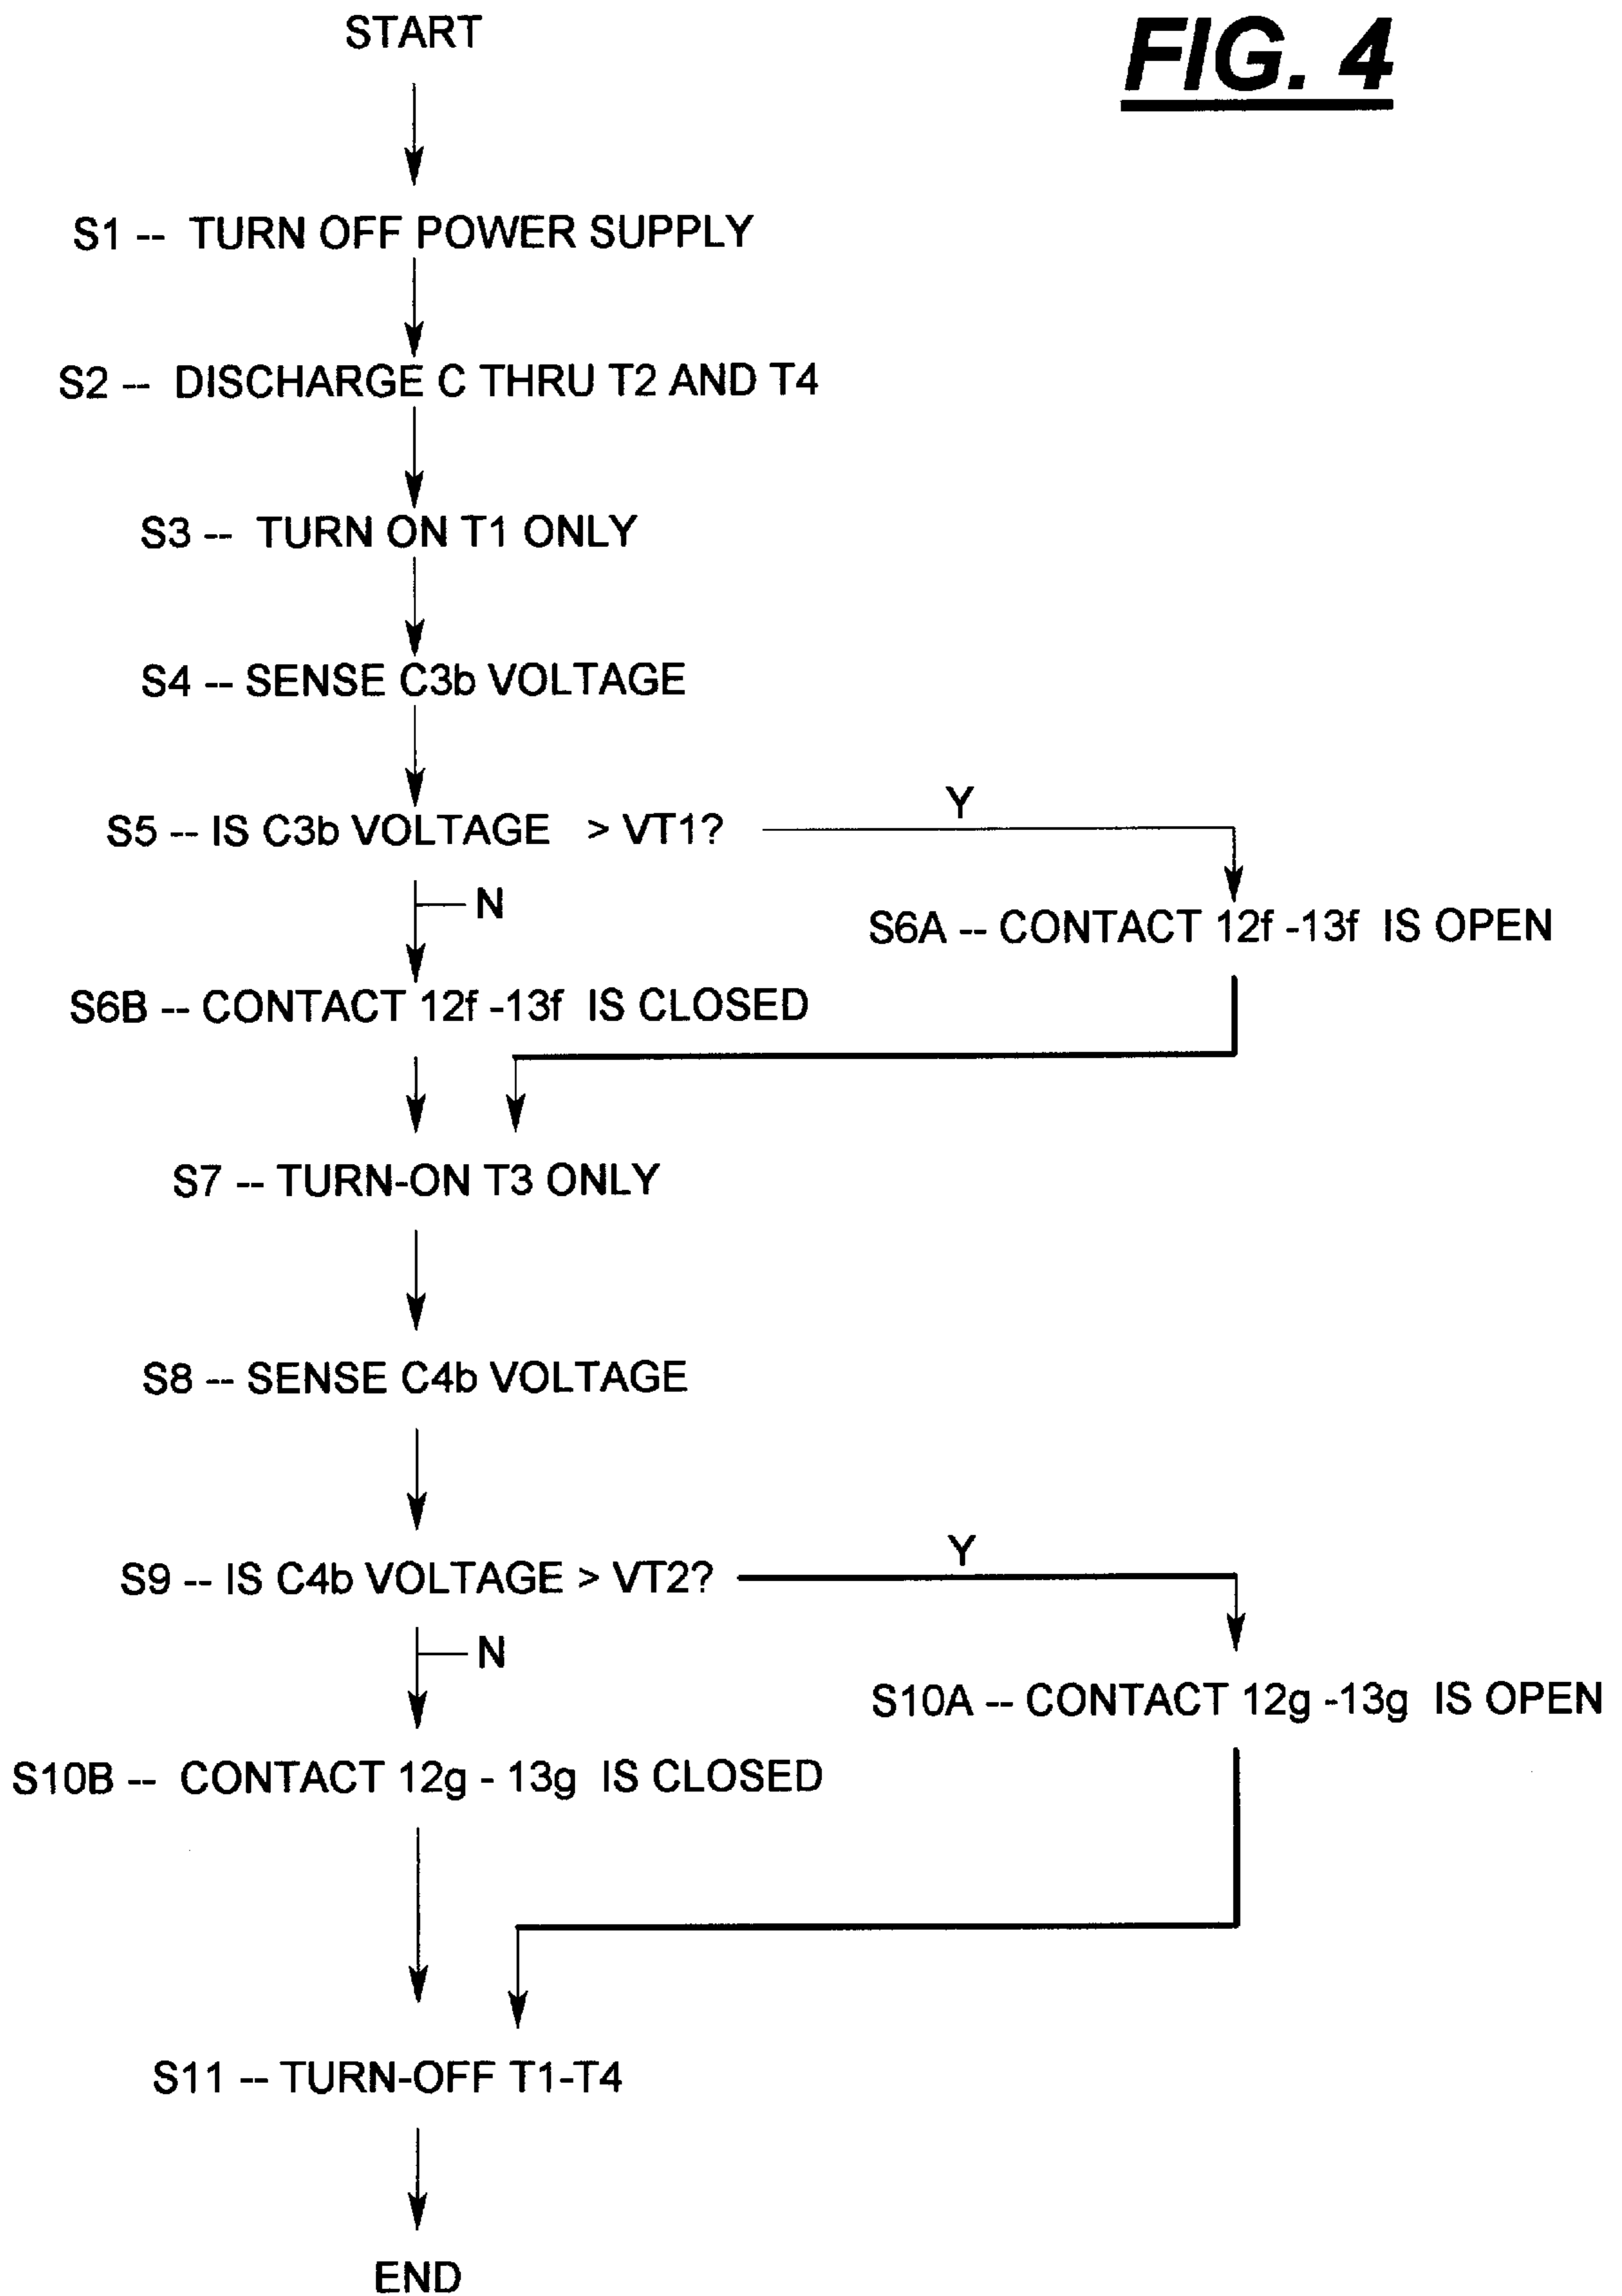 START
FIG. 4
S1 -- TURN OFF POWER SUPPLY
S2 -- DISCHARGE C THRU T2 AND T4
S3 -- TURN ON T1 ONLY
S4 -- SENSE C3b VOLTAGE
S5 -- IS C3b VOLTAGE > VT1?
Y
N
S6A -- CONTACT 12f -13f IS OPEN
S6B -- CONTACT 12f -13f IS CLOSED
S7 -- TURN-ON T3 ONLY
S8 -- SENSE C4b VOLTAGE
S9 -- IS C4b VOLTAGE > VT2?
Y
N
S10A -- CONTACT 12g -13g IS OPEN
S10B -- CONTACT 12g - 13g IS CLOSED
S11 -- TURN-OFF T1-T4
END